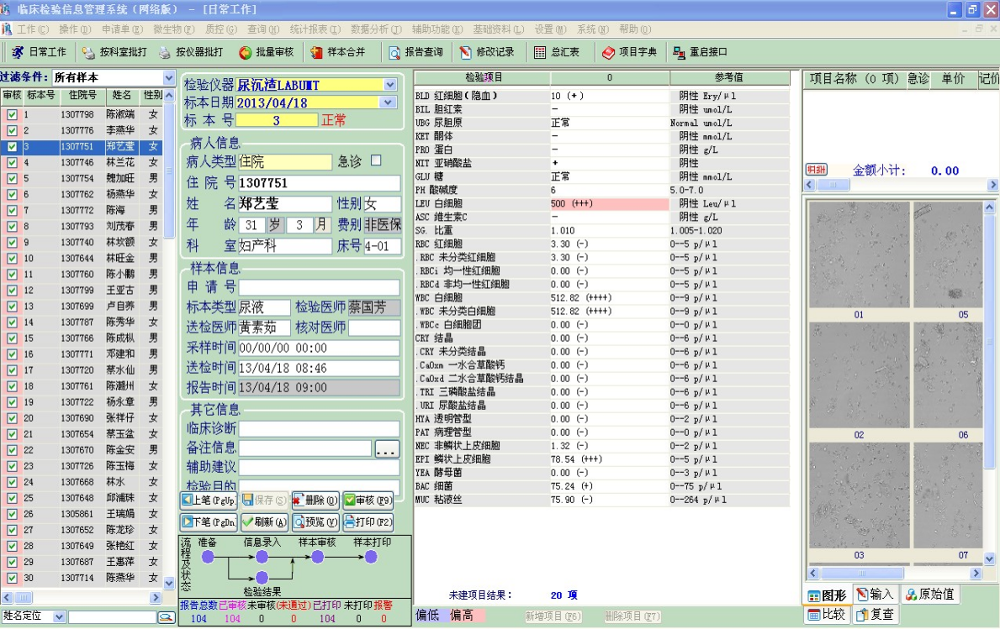 临床检验信息管理系统（网络版） - [日常工作]
工作(C) 操作(D) 申请单(R) 微生物(F) 质控(G) 查询(H) 统计报表(I) 数据分析(J) 辅助功能(K) 基础资料(L) 设置(M) 系统(N) 帮助(O)
日常工作 按科室批打 按仪器批打 批量审核 样本合并 报告查询 修改记录 总汇表 项目字典 重启接口
过滤条件: 所有样本
审核 标本号 住院号 姓名 性别
1 1307798 陈淑端 女
2 1307776 李燕华 女
3 1307751 郑艺莹 女
4 1307746 林兰花 女
5 1307754 魏加旺 男
6 1307762 杨燕华 女
7 1307772 陈海 男
8 1307793 刘茂春 男
9 1307740 林坎额 女
10 1307644 林旺金 男
11 1307760 陈小鹏 男
12 1307799 王亚古 男
13 1307699 卢自养 男
14 1307787 陈秀华 女
15 1307766 陈成枞 男
16 1307771 邓建和 男
17 1307720 蔡水仙 男
18 1307761 陈潮州 女
19 1307722 杨永章 男
20 1307690 张祥仔 女
21 1307654 蔡玉盆 女
22 1307670 陈金安 男
23 1307726 陈玉梅 女
24 1307668 林水 女
25 1307648 邱浦珠 女
26 1305861 王瑞娟 女
27 1307652 陈龙珍 女
28 1307649 张艳红 女
29 1307687 王惠萍 女
30 1307714 陈燕华 女
姓名定位
检验仪器 尿沉渣LABUMT
标本日期 2013/04/18
标 本 号 3 正常
病人信息
病人类型 住院 急诊
住 院 号 1307751
姓 名 郑艺莹 性别 女
年 龄 31 岁 3 月 费别 非医保
科 室 妇产科 床号 4-01
样本信息
申 请 号
标本类型 尿液 检验医师 蔡国芳
送检医师 黄素茹 核对医师
采样时间 00/00/00 00:00
送检时间 13/04/18 08:46
报告时间 13/04/18 09:00
其它信息
临床诊断
备注信息 ...
辅助建议
检验目的
上笔(PgUp) 保存(S) 删除(D) 审核(F9)
下笔(PgDn) 刷新(A) 预览(V) 打印(F2)
流程及状态
准备 信息录入 样本审核 样本打印
检验结果
报告总数 已审核 未审核 (未通过) 已打印 未打印 报警
104 104 0 0 104 0 0
检验项目 0 参考值
BLD 红细胞(隐血) 10 (+) 阴性 Ery/μl
BIL 胆红素 - 阴性 umol/L
UBG 尿胆原 正常 Normal umol/L
KET 酮体 - 阴性 mmol/L
PRO 蛋白 - 阴性 g/L
NIT 亚硝酸盐 + 阴性
GLU 糖 正常 阴性 mmol/L
PH 酸碱度 6 5.0-7.0
LEU 白细胞 500 (+++) 阴性 Leu/μl
ASC 维生素C - 阴性 g/L
SG. 比重 1.010 1.005-1.020
RBC 红细胞 3.30 (-) 0--5 p/μl
.RBC 未分类红细胞 3.30 (-) 0--5 p/μl
.RBCi 均一性红细胞 0.00 (-) 0--5 p/μl
.RBCd 非均一性红细胞 0.00 (-) 0--5 p/μl
WBC 白细胞 512.82 (++++) 0--9 p/μl
.WBC 未分类白细胞 512.82 (++++) 0--9 p/μl
.WBCc 白细胞团 0.00 (-) 0--0 p/μl
CRY 结晶 0.00 (-) 0--6 p/μl
.CRY 未分类结晶 0.00 (-) 0--6 p/μl
.CaOxm 一水合草酸钙 0.00 (-) 0--6 p/μl
.CaOxd 二水合草酸钙结晶 0.00 (-) 0--6 p/μl
.TRI 三磷酸盐结晶 0.00 (-) 0--6 p/μl
.URI 尿酸盐结晶 0.00 (-) 0--6 p/μl
HYA 透明管型 0.00 (-) 0--2 p/μl
PAT 病理管型 0.00 (-) 0--0 p/μl
NEC 非鳞状上皮细胞 1.32 (-) 0--2 p/μl
EPI 鳞状上皮细胞 78.54 (+++) 0--5 p/μl
YEA 酵母菌 0.00 (-) 0--3 p/μl
BAC 细菌 75.24 (+) 0--75 p/μl
MUC 粘液丝 75.90 (-) 0--264 p/μl
未建项目结果: 20 项
偏低 偏高 新增项目(F6) 删除项目(F7)
项目名称 (0 项) 急诊 单价 记价
金额小计: 0.00
01 05
02 06
03 07
图形 输入 原始值
比较 复查